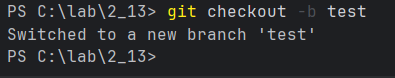 PS C:\lab\2_13> git checkout -b test
Switched to a new branch 'test'
PS C:\lab\2_13>